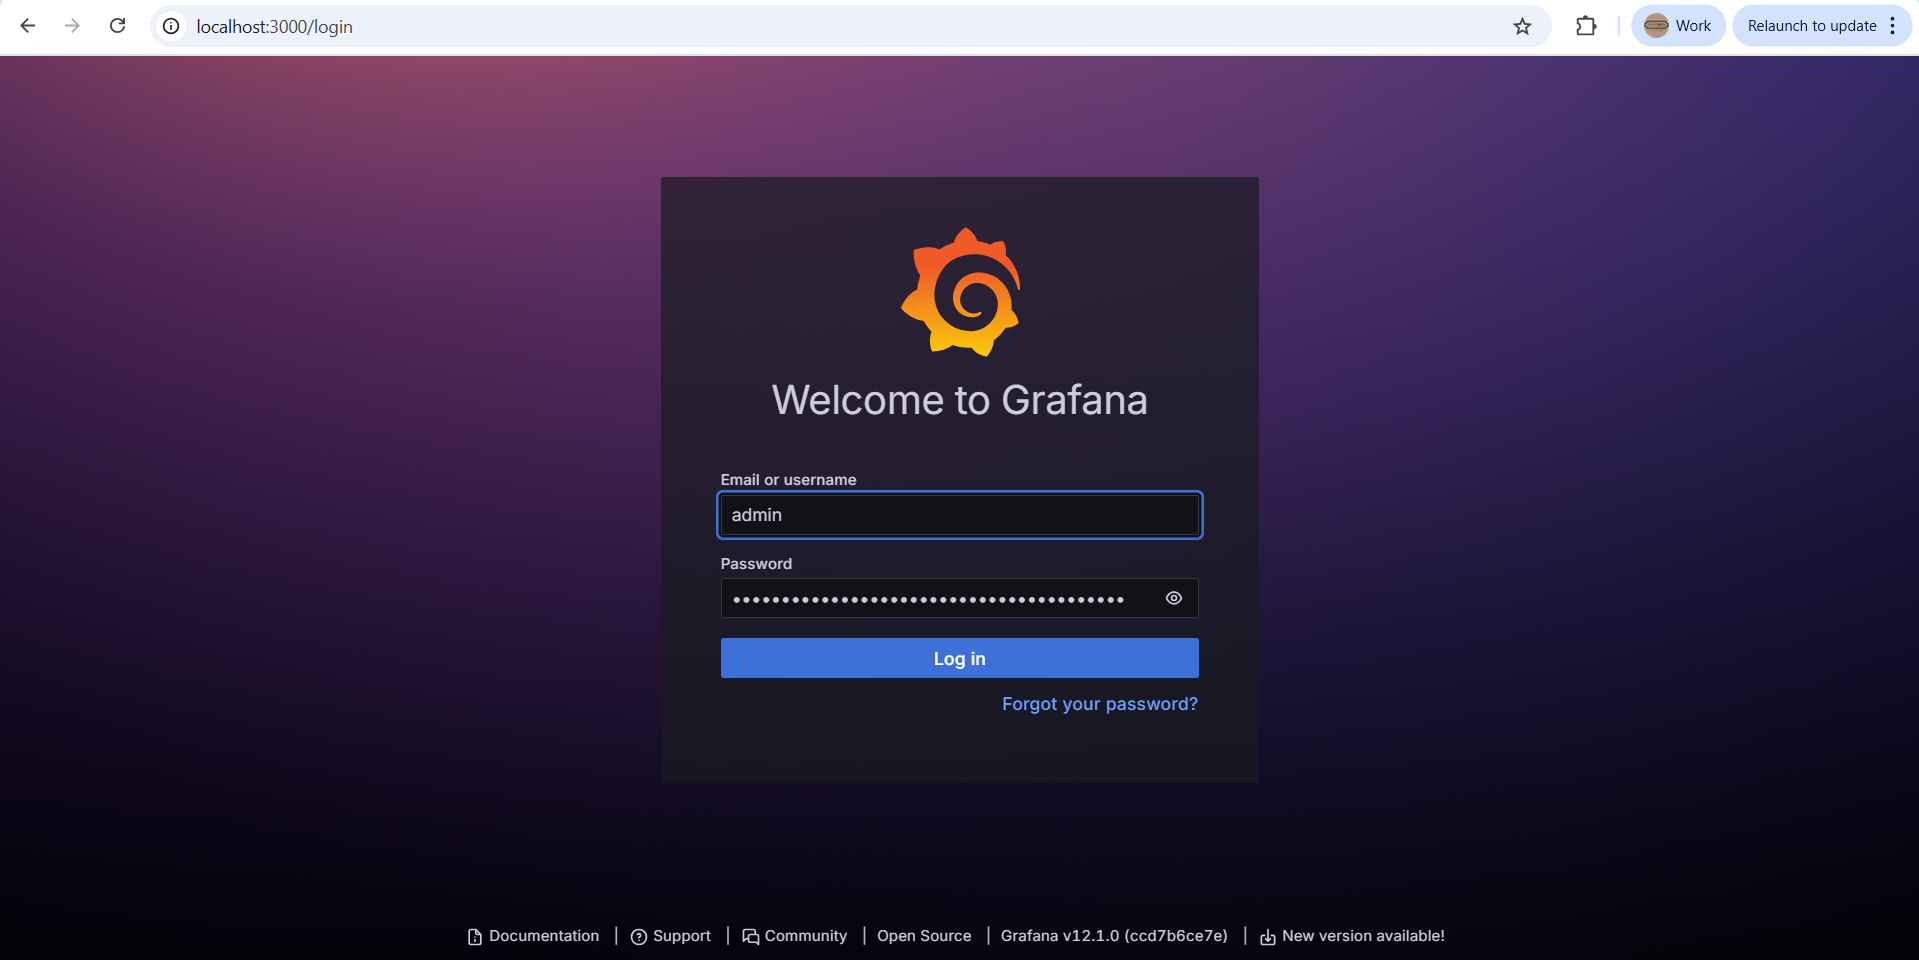 localhost:3000/login
Work
Relaunch to update
Welcome to Grafana
Email or username
admin
Password
••••••••••••••••••••••••••••••••••••••••
Log in
Forgot your password?
Documentation | Support | Community | Open Source | Grafana v12.1.0 (ccd7b6ce7e) | New version available!